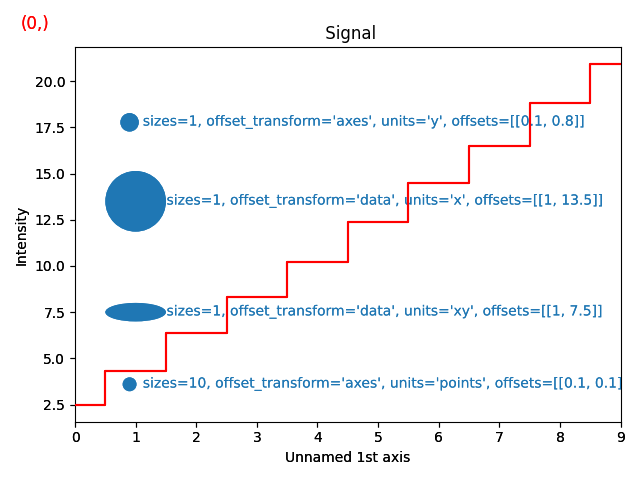 (0,)
Signal
20.0
sizes=1, offset_transform='axes', units='y', offsets=[[0.1, 0.8]]
17.5
15.0
sizes=1, offset_transform='data', units='x', offsets=[[1, 13.5]]
12.5
Intensity
10.0
7.5
sizes=1, offset_transform='data', units='xy', offsets=[[1, 7.5]]
5.0
sizes=10, offset_transform='axes', units='points', offsets=[[0.1, 0.1]
2.5
0 1 2 3 4 5 6 7 8 9
Unnamed 1st axis